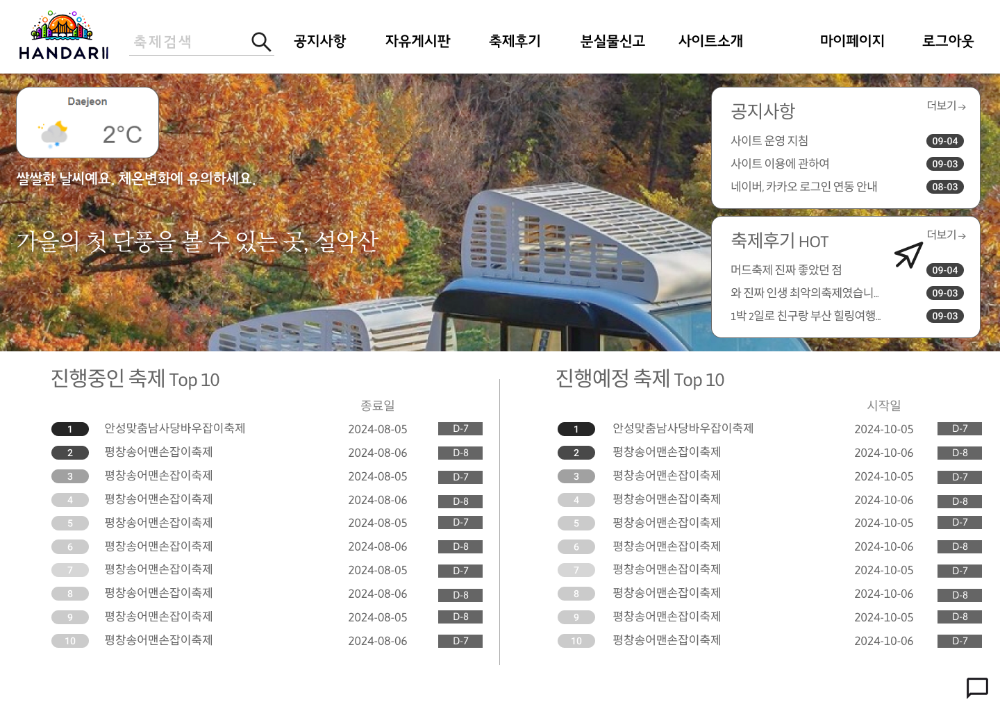 HANDARII
축제검색
공지사항
자유게시판
축제후기
분실물신고
사이트소개
마이페이지
로그아웃
Daejeon
2°C
쌀쌀한 날씨예요. 체온변화에 유의하세요.
가을의 첫 단풍을 볼 수 있는 곳, 설악산
공지사항
더보기→
사이트 운영 지침 09-04
사이트 이용에 관하여 09-03
네이버, 카카오 로그인 연동 안내 08-03
축제후기 HOT
더보기→
머드축제 진짜 좋았던 점 09-04
와 진짜 인생 최악의축제였습니... 09-03
1박 2일로 친구랑 부산 힐링여행... 09-03
진행중인 축제 Top 10
종료일
1 안성맞춤남사당바우잡이축제 2024-08-05 D-7
2 평창송어맨손잡이축제 2024-08-06 D-8
3 평창송어맨손잡이축제 2024-08-05 D-7
4 평창송어맨손잡이축제 2024-08-06 D-8
5 평창송어맨손잡이축제 2024-08-05 D-7
6 평창송어맨손잡이축제 2024-08-06 D-8
7 평창송어맨손잡이축제 2024-08-05 D-7
8 평창송어맨손잡이축제 2024-08-06 D-8
9 평창송어맨손잡이축제 2024-08-05 D-8
10 평창송어맨손잡이축제 2024-08-06 D-7
진행예정 축제 Top 10
시작일
1 안성맞춤남사당바우잡이축제 2024-10-05 D-7
2 평창송어맨손잡이축제 2024-10-06 D-8
3 평창송어맨손잡이축제 2024-10-05 D-7
4 평창송어맨손잡이축제 2024-10-06 D-8
5 평창송어맨손잡이축제 2024-10-05 D-7
6 평창송어맨손잡이축제 2024-10-06 D-8
7 평창송어맨손잡이축제 2024-10-05 D-7
8 평창송어맨손잡이축제 2024-10-06 D-8
9 평창송어맨손잡이축제 2024-10-05 D-8
10 평창송어맨손잡이축제 2024-10-06 D-7